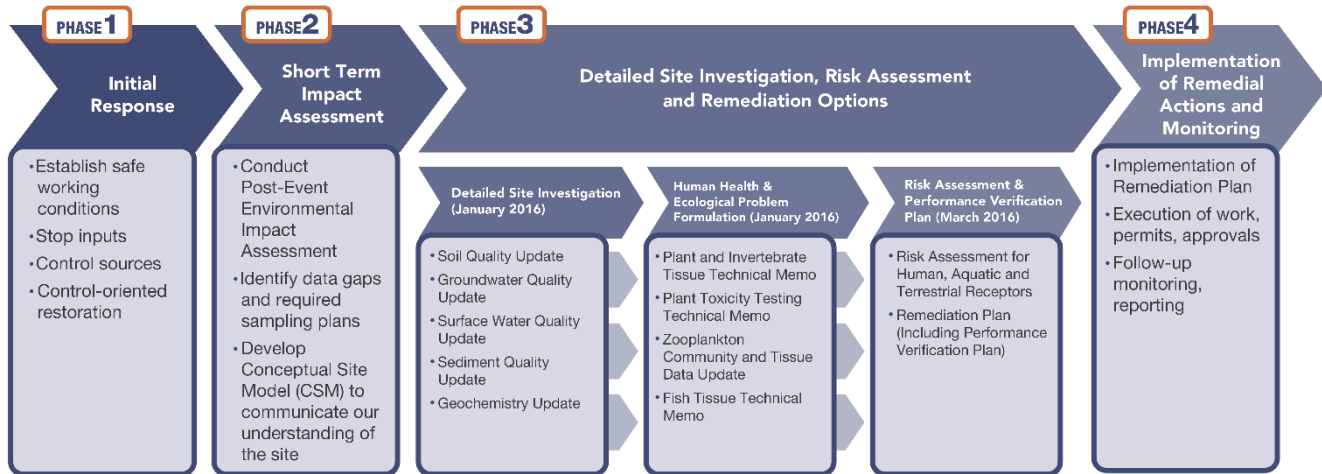 PHASE1
Initial
Response
•Establish safe
working
conditions
•Stop inputs
•Control sources
•Control-oriented
restoration
PHASE2
Short Term
Impact
Assessment
•Conduct
Post-Event
Environmental
Impact
Assessment
•Identify data gaps
and required
sampling plans
•Develop
Conceptual Site
Model (CSM) to
communicate our
understanding of
the site
PHASE3
Detailed Site Investigation, Risk Assessment
and Remediation Options
Detailed Site Investigation
(January 2016)
•Soil Quality Update
•Groundwater Quality
Update
•Surface Water Quality
Update
•Sediment Quality
Update
•Geochemistry Update
Human Health &
Ecological Problem
Formulation (January 2016)
•Plant and Invertebrate
Tissue Technical Memo
•Plant Toxicity Testing
Technical Memo
•Zooplankton
Community and Tissue
Data Update
•Fish Tissue Technical
Memo
Risk Assessment &
Performance Verification
Plan (March 2016)
•Risk Assessment for
Human, Aquatic and
Terrestrial Receptors
•Remediation Plan
(Including Performance
Verification Plan)
PHASE4
Implementation
of Remedial
Actions and
Monitoring
•Implementation of
Remediation Plan
•Execution of work,
permits, approvals
•Follow-up
monitoring,
reporting